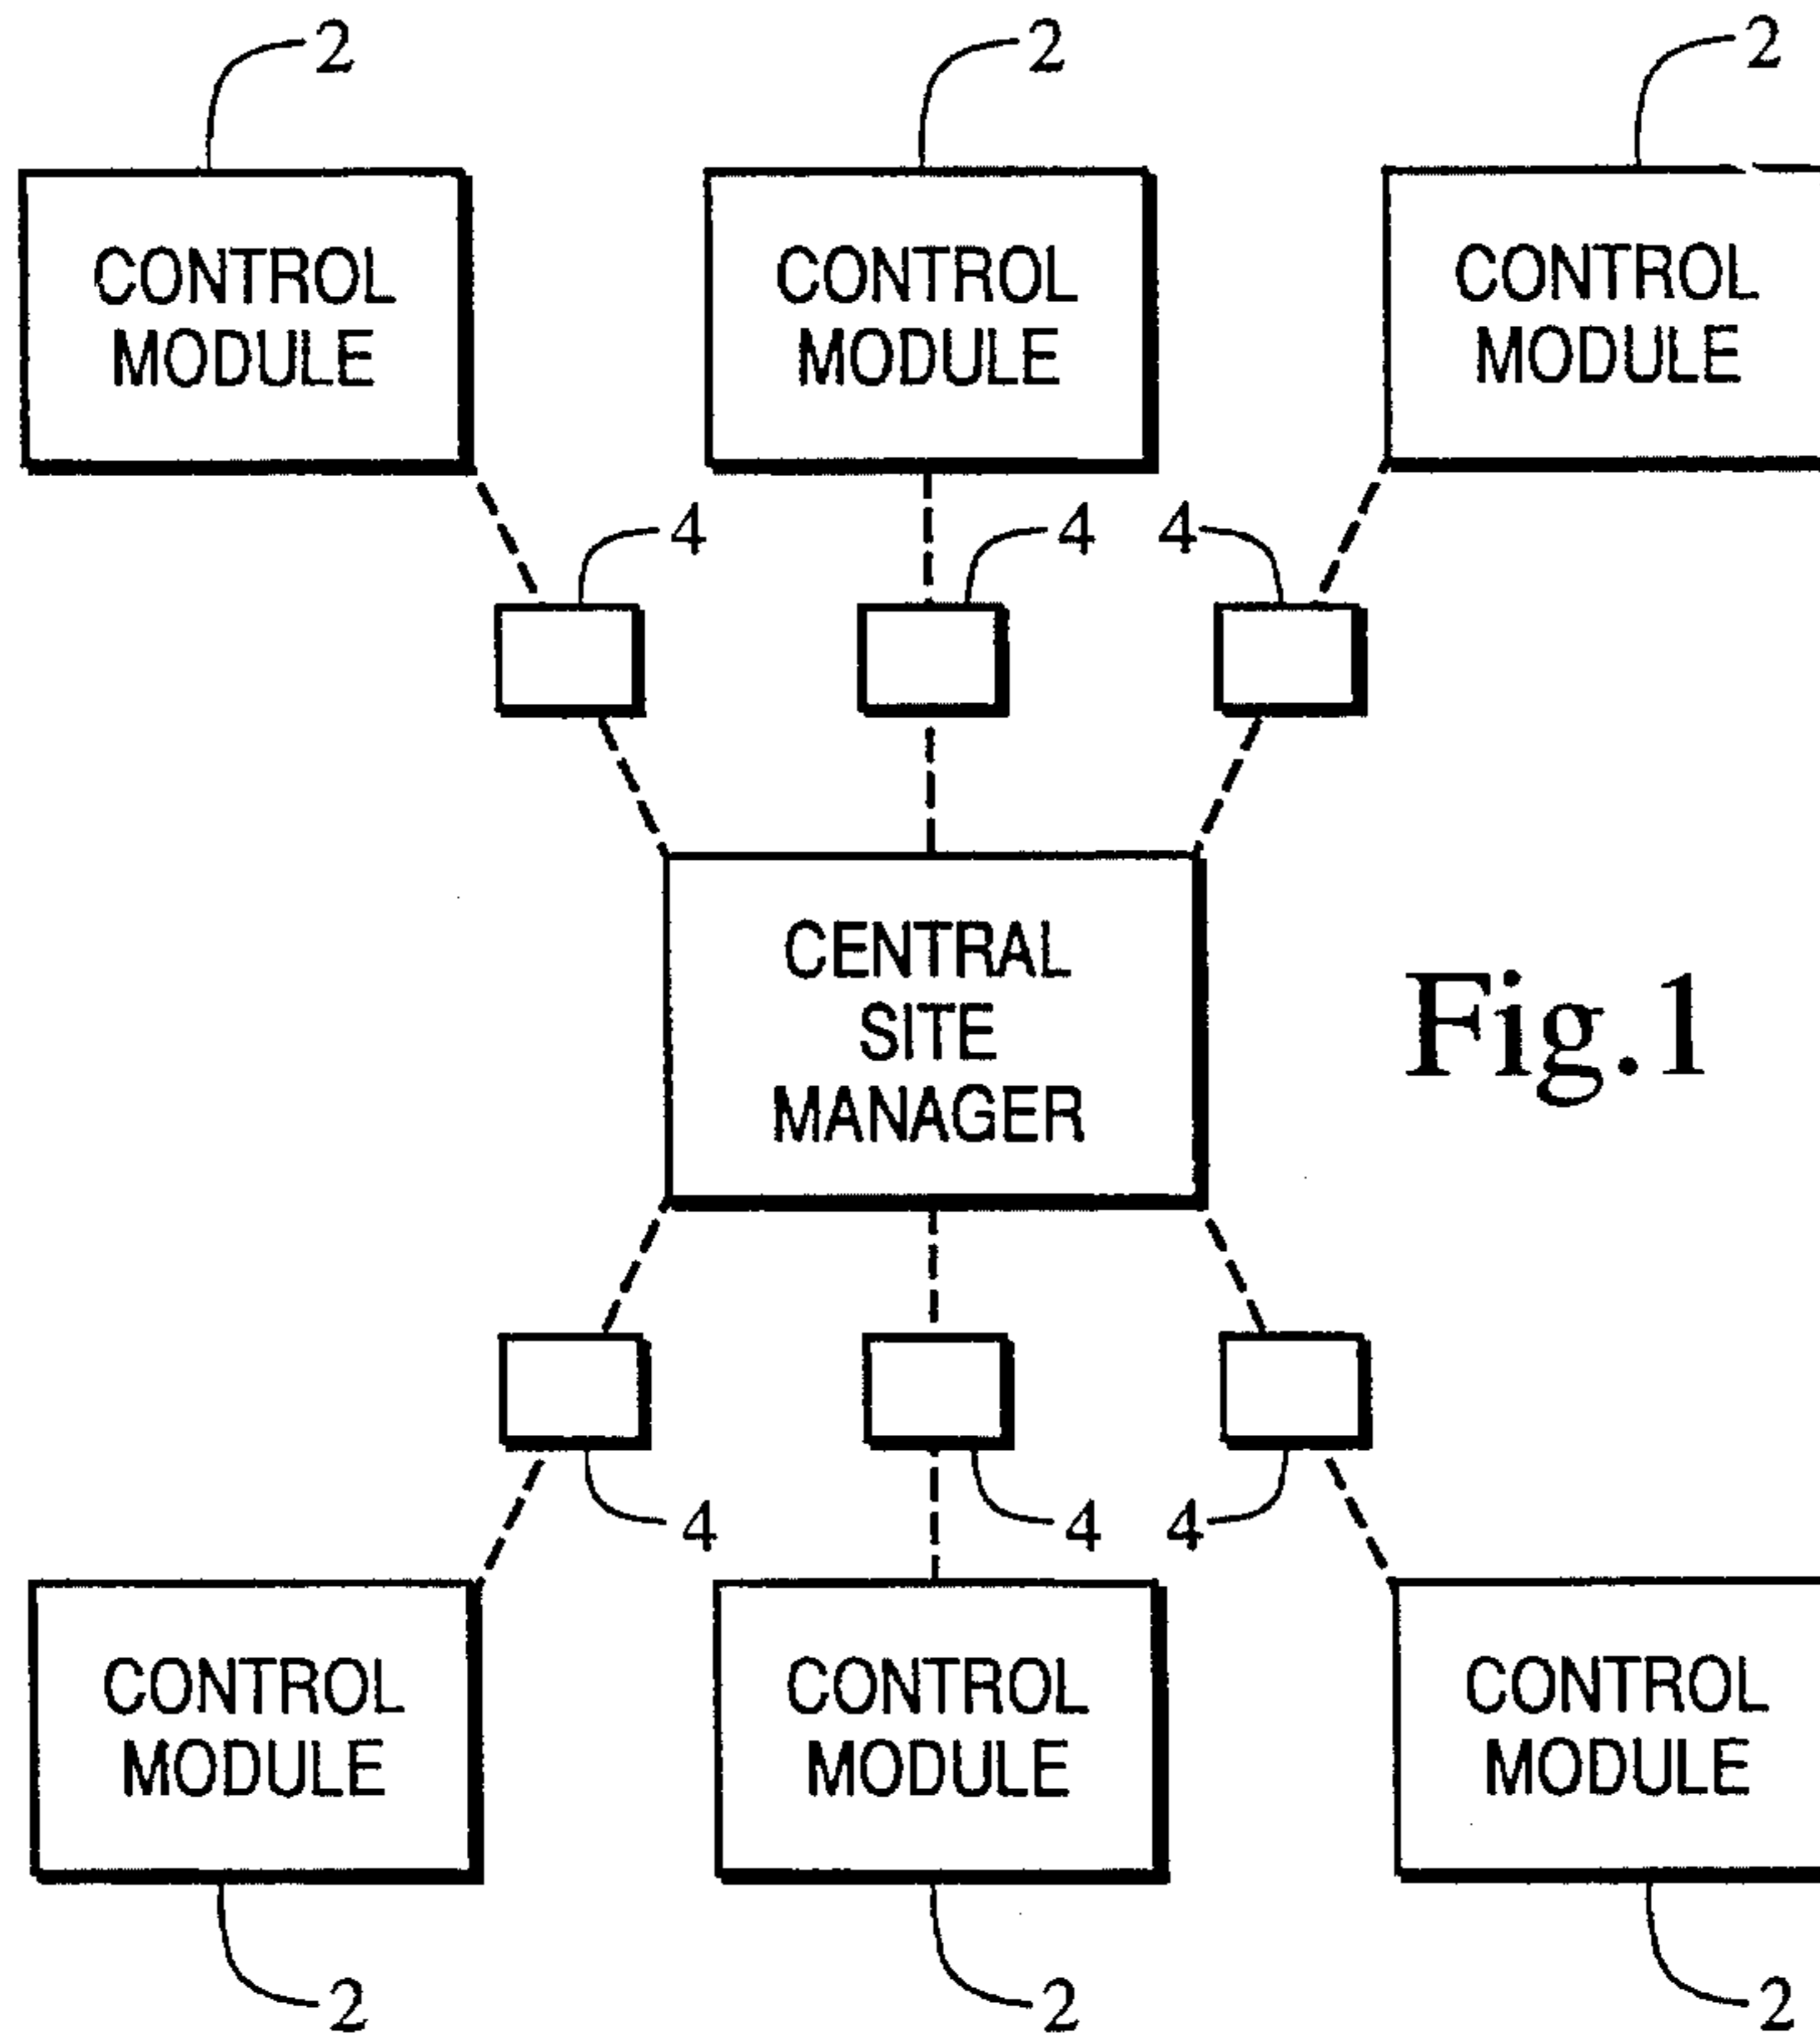 2 2 2
CONTROL MODULE
CONTROL MODULE
CONTROL MODULE
4 4 4
CENTRAL
SITE
MANAGER
Fig.1
4 4 4
CONTROL MODULE
CONTROL MODULE
CONTROL MODULE
2 2 2